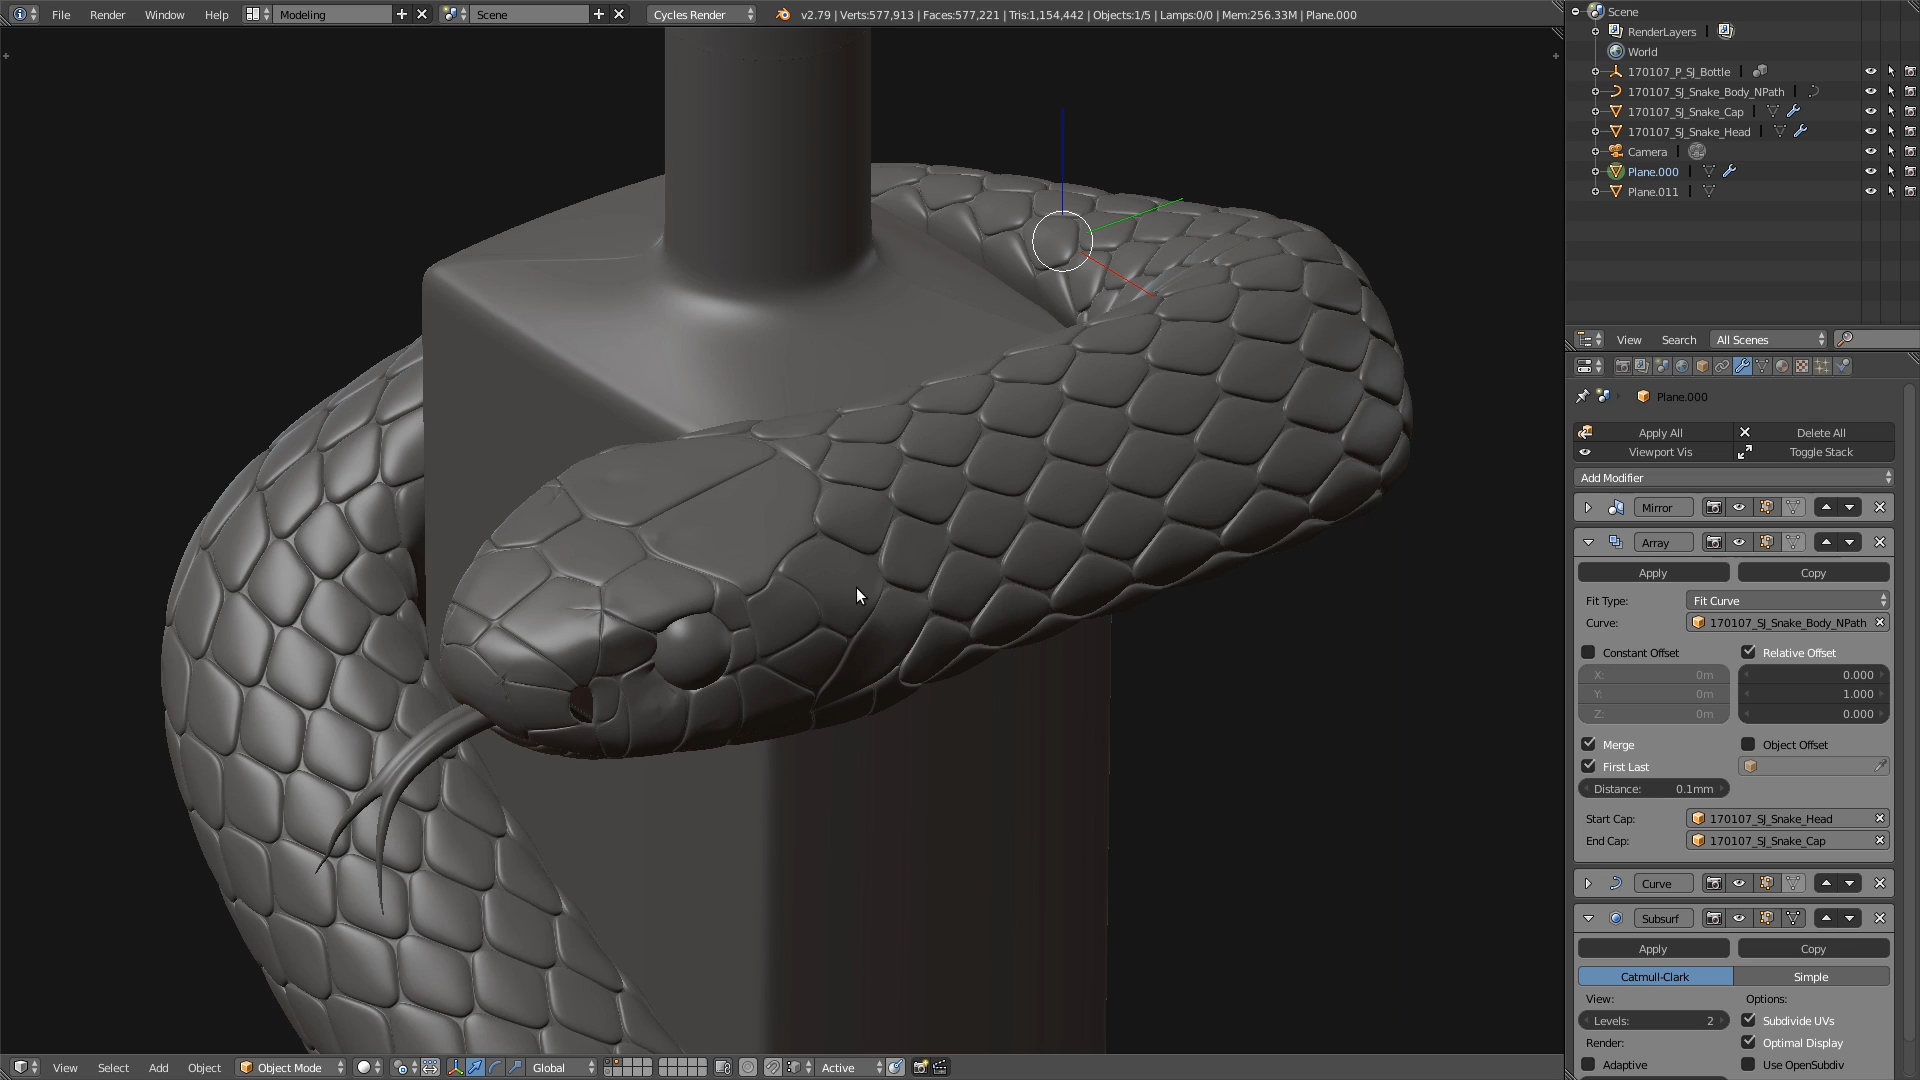 File Render Window Help Modeling Scene Cycles Render v2.79 | Verts:577,913 | Faces:577,221 | Tris:1,154,442 | Objects:1/5 | Lamps:0/0 | Mem:256.33M | Plane.000
Scene
RenderLayers
World
170107_P_SJ_Bottle
170107_SJ_Snake_Body_NPath
170107_SJ_Snake_Cap
170107_SJ_Snake_Head
Camera
Plane.000
Plane.011
View Search All Scenes
Plane.000
Apply All Delete All
Viewport Vis Toggle Stack
Add Modifier
Mirror
Array
Apply Copy
Fit Type: Fit Curve
Curve: 170107_SJ_Snake_Body_NPath
Constant Offset Relative Offset
X: 0m 0.000
Y: 0m 1.000
Z: 0m 0.000
Merge Object Offset
First Last
Distance: 0.1mm
Start Cap: 170107_SJ_Snake_Head
End Cap: 170107_SJ_Snake_Cap
Curve
Subsurf
Apply Copy
Catmull-Clark Simple
View: Options:
Levels: 2 Subdivide UVs
Render: Optimal Display
Adaptive Use OpenSubdiv
View Select Add Object Object Mode Global Active